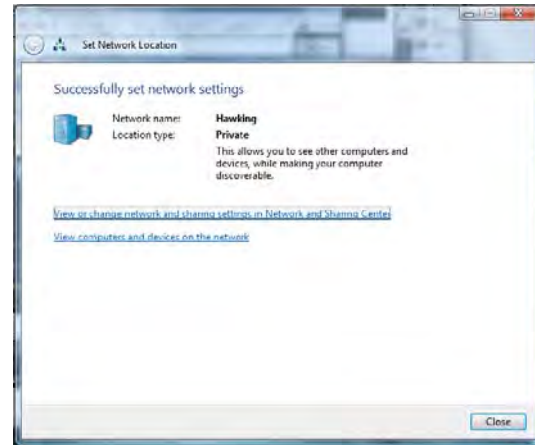 Set Network Location
Successfully set network settings
Network name: Hawking
Location type: Private
This allows you to see other computers and
devices, while making your computer
discoverable.
View or change network and sharing settings in Network and Sharing Center
View computers and devices on the network
Close